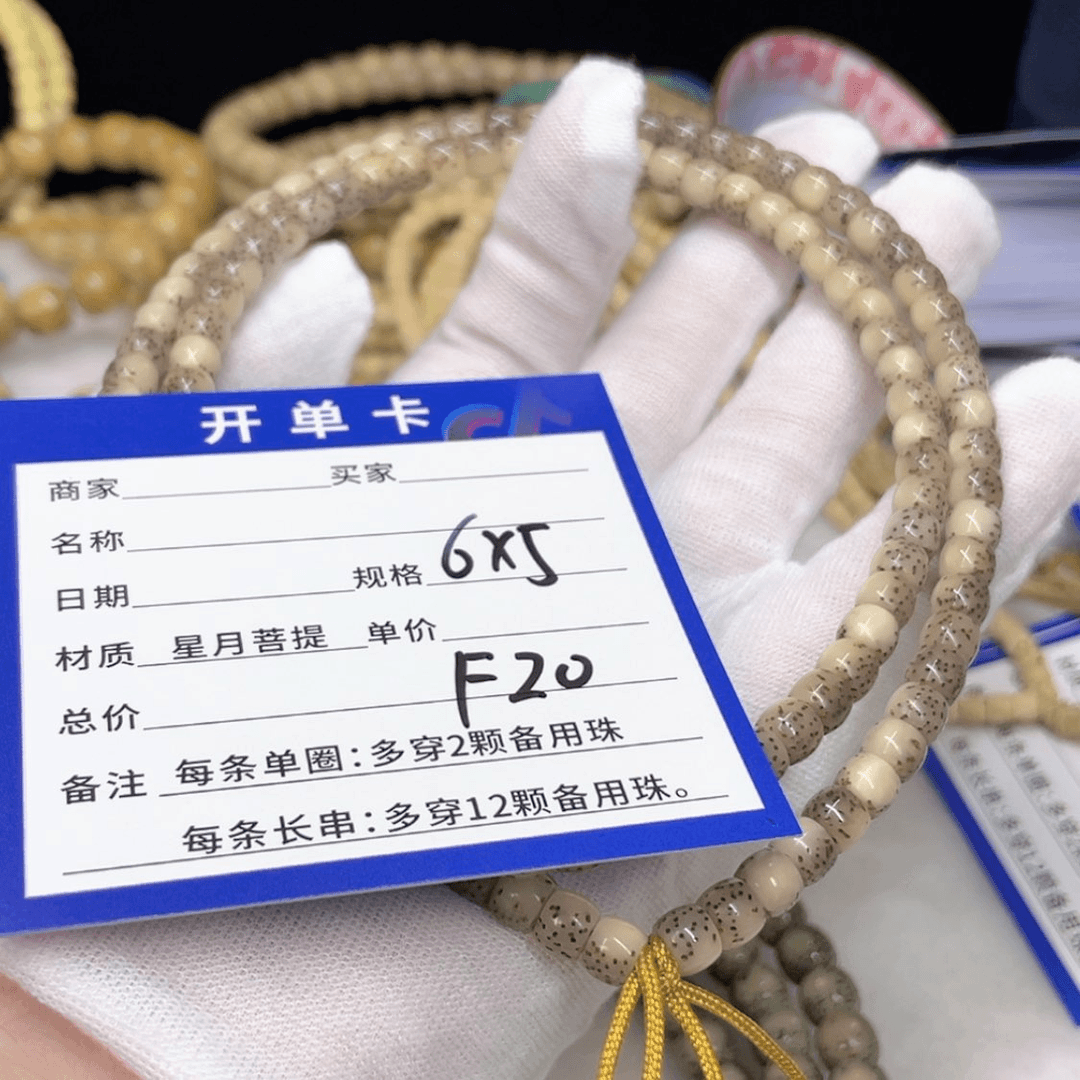 开单卡
商家 买家
名称
日期 规格 6x5
材质 星月菩提 单价
总价 F20
备注 每条单圈:多穿2颗备用珠
每条长串:多穿12颗备用珠。